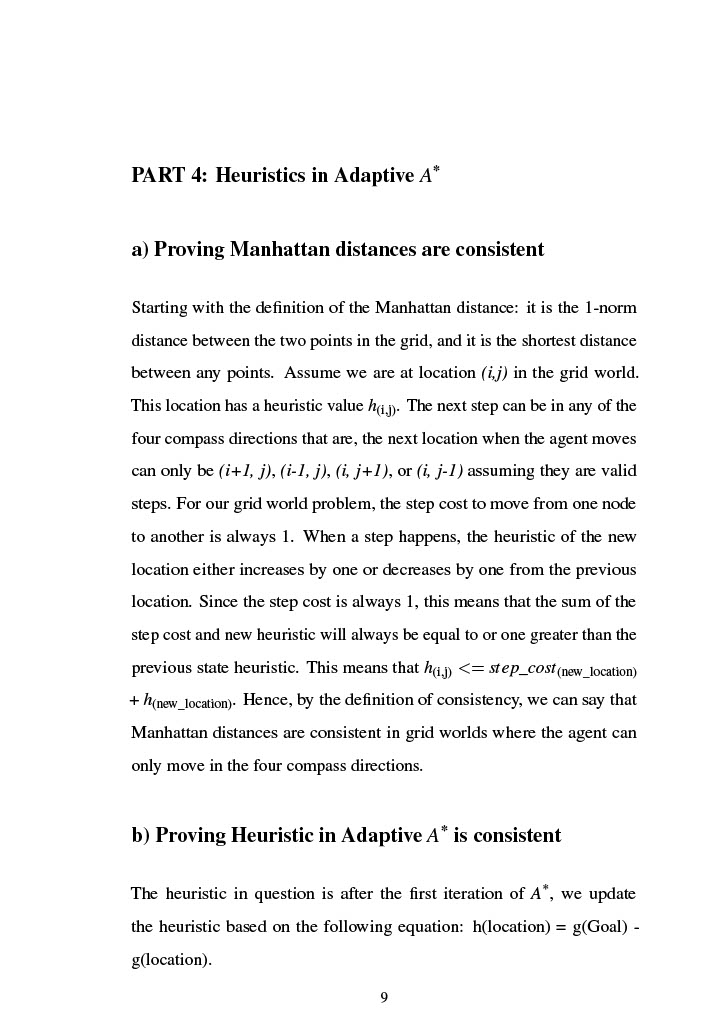 PART 4: Heuristics in Adaptive A*
a) Proving Manhattan distances are consistent
Starting with the definition of the Manhattan distance: it is the 1-norm
distance between the two points in the grid, and it is the shortest distance
between any points. Assume we are at location (i,j) in the grid world.
This location has a heuristic value h(i,j). The next step can be in any of the
four compass directions that are, the next location when the agent moves
can only be (i+1, j), (i-1, j), (i, j+1), or (i, j-1) assuming they are valid
steps. For our grid world problem, the step cost to move from one node
to another is always 1. When a step happens, the heuristic of the new
location either increases by one or decreases by one from the previous
location. Since the step cost is always 1, this means that the sum of the
step cost and new heuristic will always be equal to or one greater than the
previous state heuristic. This means that h(i,j) <= step_cost(new_location)
+ h(new_location). Hence, by the definition of consistency, we can say that
Manhattan distances are consistent in grid worlds where the agent can
only move in the four compass directions.
b) Proving Heuristic in Adaptive A* is consistent
The heuristic in question is after the first iteration of A*, we update
the heuristic based on the following equation: h(location) = g(Goal) -
g(location).
9